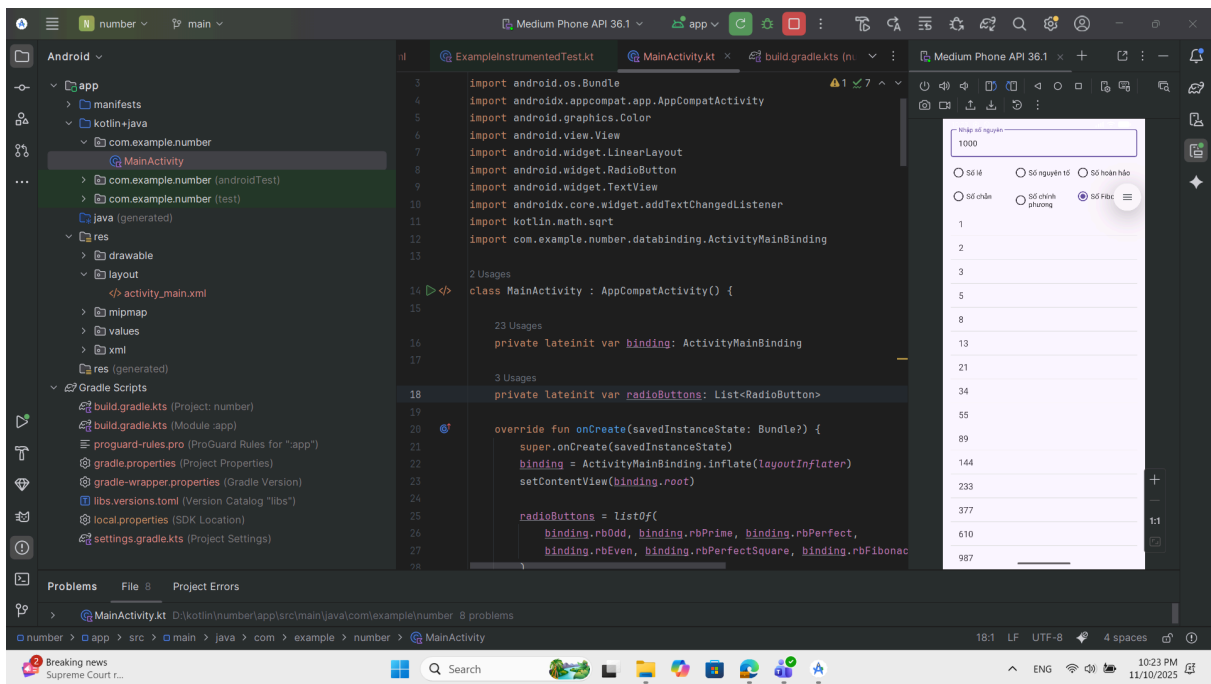 number
main
Medium Phone API 36.1
app
Android
ExampleInstrumentedTest.kt
MainActivity.kt
build.gradle.kts (nu
Medium Phone API 36.1
app
manifests
kotlin+java
com.example.number
MainActivity
com.example.number (androidTest)
com.example.number (test)
java (generated)
res
drawable
layout
activity_main.xml
mipmap
values
xml
res (generated)
Gradle Scripts
build.gradle.kts (Project: number)
build.gradle.kts (Module :app)
proguard-rules.pro (ProGuard Rules for ":app")
gradle.properties (Project Properties)
gradle-wrapper.properties (Gradle Version)
libs.versions.toml (Version Catalog "libs")
local.properties (SDK Location)
settings.gradle.kts (Project Settings)
1 7
3 import android.os.Bundle
4 import androidx.appcompat.app.AppCompatActivity
5 import android.graphics.Color
6 import android.view.View
7 import android.widget.LinearLayout
8 import android.widget.RadioButton
9 import android.widget.TextView
10 import androidx.core.widget.addTextChangedListener
11 import kotlin.math.sqrt
12 import com.example.number.databinding.ActivityMainBinding
13
2 Usages
14 class MainActivity : AppCompatActivity() {
15
23 Usages
16 private lateinit var binding: ActivityMainBinding
17
3 Usages
18 private lateinit var radioButtons: List<RadioButton>
19
20 override fun onCreate(savedInstanceState: Bundle?) {
21 super.onCreate(savedInstanceState)
22 binding = ActivityMainBinding.inflate(layoutInflater)
23 setContentView(binding.root)
24
25 radioButtons = listOf(
26 binding.rbOdd, binding.rbPrime, binding.rbPerfect,
27 binding.rbEven, binding.rbPerfectSquare, binding.rbFibonac
28 )
Nhập số nguyên
1000
Số lẻ Số nguyên tố Số hoàn hảo
Số chẵn Số chính phương Số Fibc
1
2
3
5
8
13
21
34
55
89
144
233
377
610
987
1:1
Problems File 8 Project Errors
MainActivity.kt D:\kotlin\number\app\src\main\java\com\example\number 8 problems
number > app > src > main > java > com > example > number > MainActivity
18:1 LF UTF-8 4 spaces
2
Breaking news
Supreme Court r...
Search
ENG
10:23 PM
11/10/2025